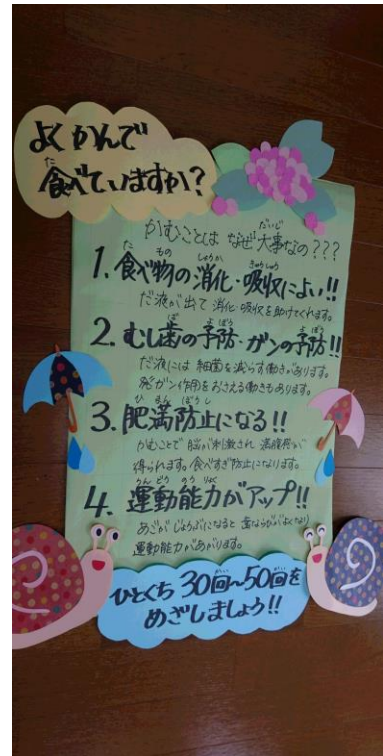 よくかんで
食べていますか?
かむことは なぜ大事なの???
1. 食べ物の消化・吸収によい!!
だ液が出て 消化・吸収を助けてくれます。
2. むし歯の予防・ガンの予防!!
だ液には 細菌を減らす働きがあります。
発ガン作用をおさえる働きもあります。
3. 肥満防止になる!!
かむことで 脳が刺激され 満腹感が
得られます。食べすぎ防止になります。
4. 運動能力がアップ!!
あごが じょうぶになると 歯ならびがよくなり
運動能力があがります。
ひとくち 30回~50回を
めざしましょう!!